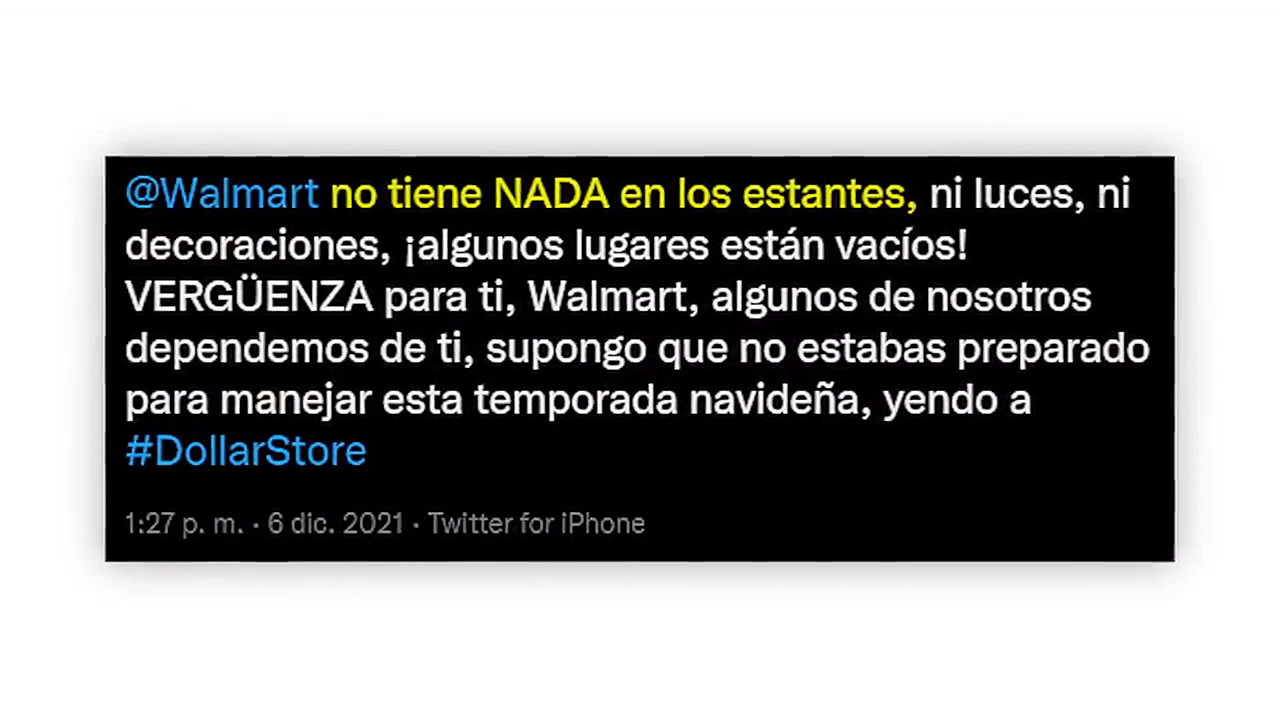 @Walmart no tiene NADA en los estantes, ni luces, ni
decoraciones, ¡algunos lugares están vacíos!
VERGÜENZA para ti, Walmart, algunos de nosotros
dependemos de ti, supongo que no estabas preparado
para manejar esta temporada navideña, yendo a
#DollarStore
1:27 p. m. · 6 dic. 2021 · Twitter for iPhone